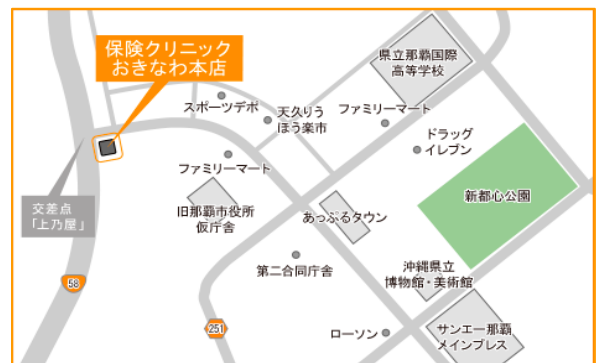 保険クリニック
おきなわ本店
県立那覇国際
高等学校
スポーツデポ
天久りう
ほう楽市
ファミリーマート
ドラッグ
イレブン
ファミリーマート
新都心公園
交差点
「上乃屋」
旧那覇市役所
仮庁舎
あっぷるタウン
第二合同庁舎
沖縄県立
博物館・美術館
58
251
ローソン
サンエー那覇
メインプレス